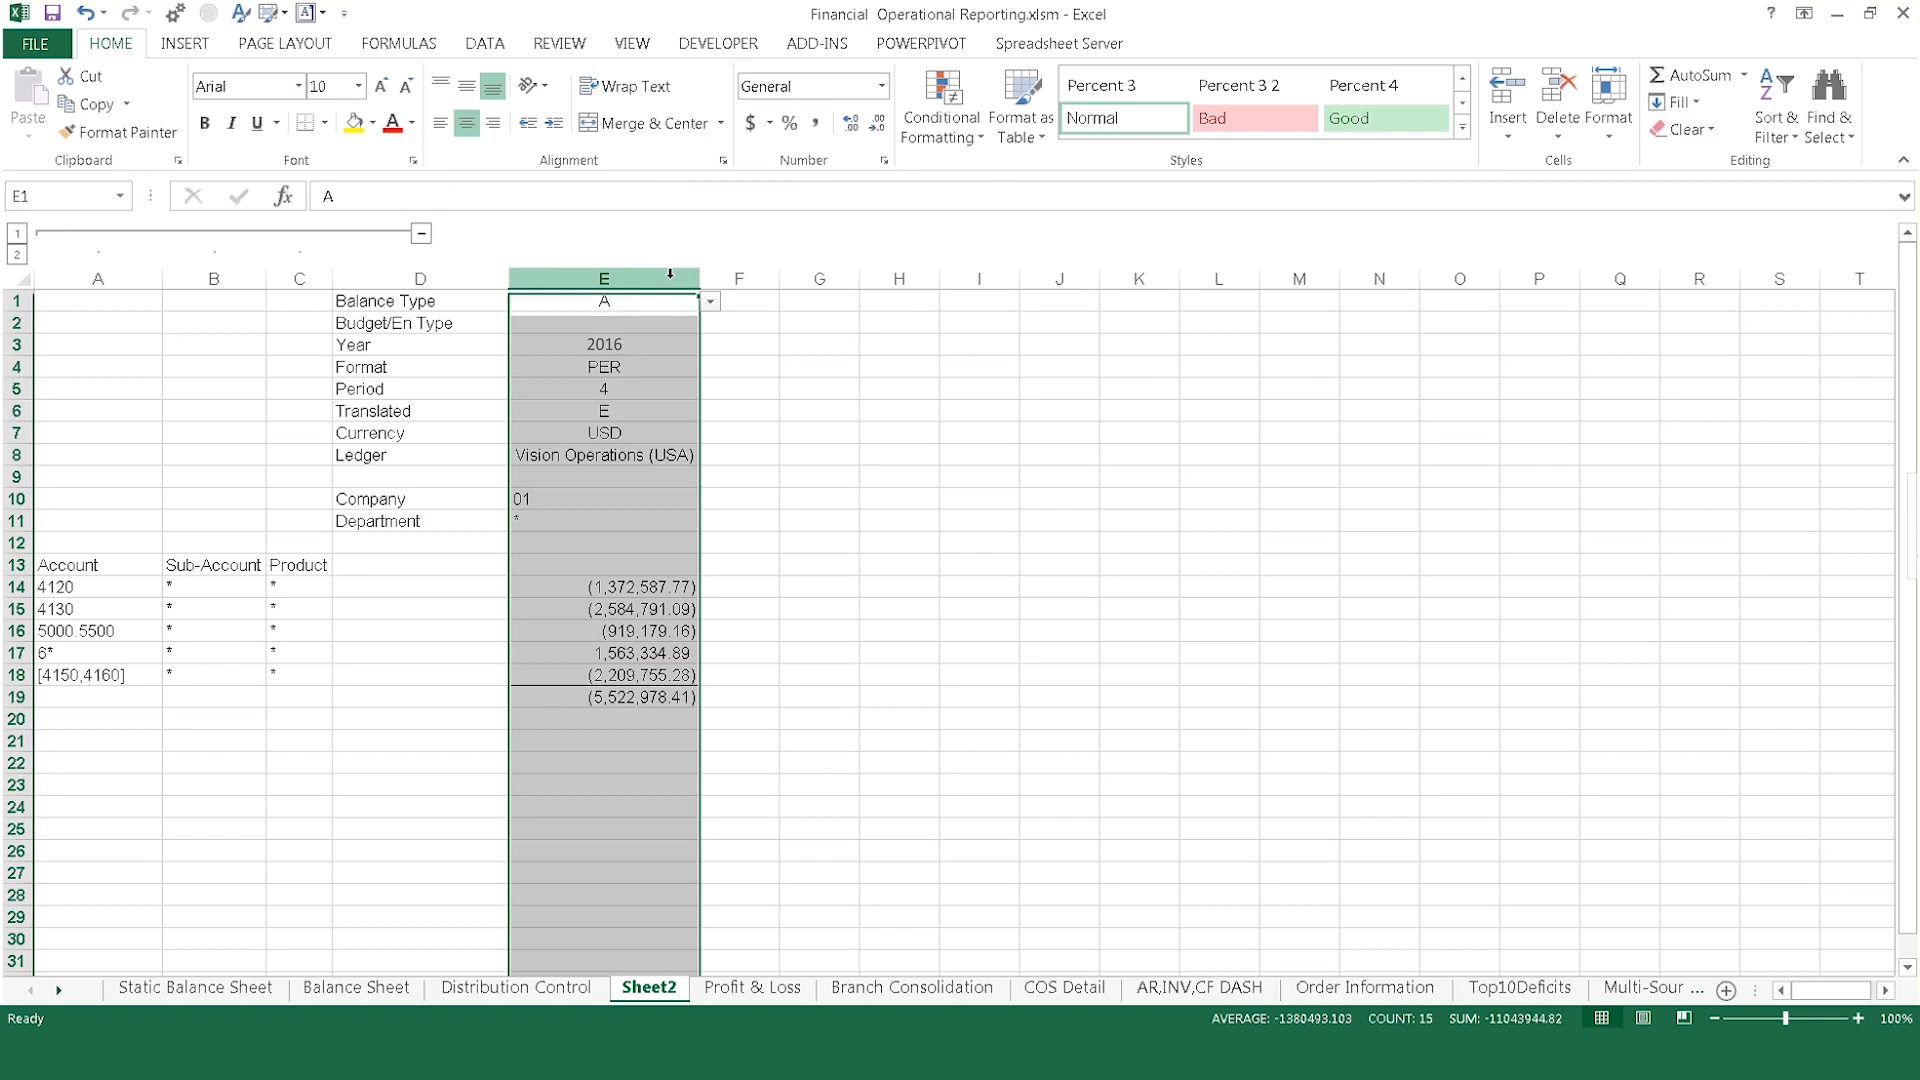 Financial Operational Reporting.xlsm - Excel
?
FILE HOME INSERT PAGE LAYOUT FORMULAS DATA REVIEW VIEW DEVELOPER ADD-INS POWERPIVOT Spreadsheet Server
Paste
Cut
Copy
Format Painter
Clipboard
Arial 10
B I U
Font
Wrap Text
Merge & Center
Alignment
General
$ % ,
Number
Conditional Formatting
Format as Table
Percent 3 Percent 3 2 Percent 4
Normal Bad Good
Styles
Insert Delete Format
Cells
AutoSum
Fill
Clear
Sort & Filter
Find & Select
Editing
E1 fx A
1
2
A B C D E F G H I J K L M N O P Q R S T
1 Balance Type A
2 Budget/En Type
3 Year 2016
4 Format PER
5 Period 4
6 Translated E
7 Currency USD
8 Ledger Vision Operations (USA)
9
10 Company 01
11 Department *
12
13 Account Sub-Account Product
14 4120 * * (1,372,587.77)
15 4130 * * (2,584,791.09)
16 5000.5500 * * (919,179.16)
17 6* * * 1,563,334.89
18 [4150,4160] * * (2,209,755.28)
19 (5,522,978.41)
20
21
22
23
24
25
26
27
28
29
30
31
Static Balance Sheet Balance Sheet Distribution Control Sheet2 Profit & Loss Branch Consolidation COS Detail AR,INV,CF DASH Order Information Top10Deficits Multi-Sour ...
Ready AVERAGE: -1380493.103 COUNT: 15 SUM: -11043944.82 100%